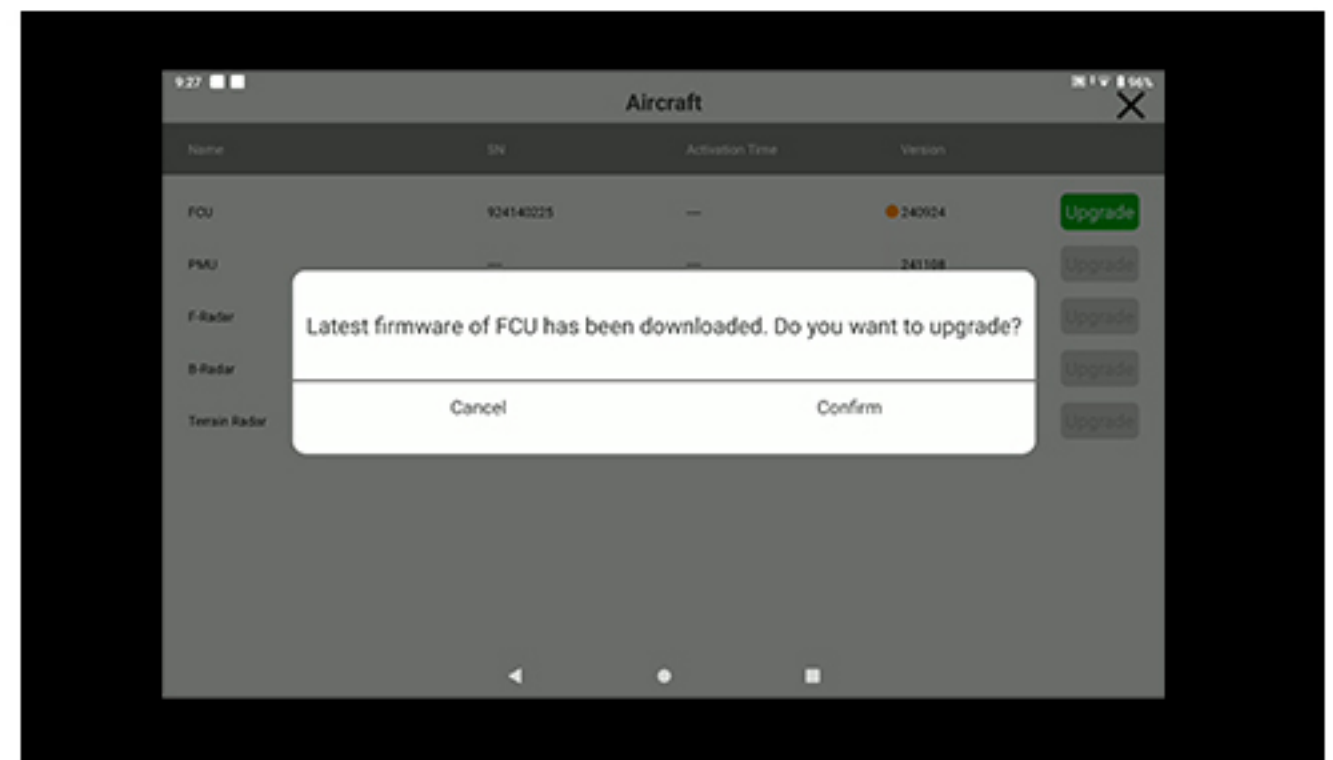 9:27 96%
Aircraft
Name SN Activation Time Version
FCU 924140225 --- 240924 Upgrade
PMU --- --- 241108 Upgrade
F-Radar Upgrade
Latest firmware of FCU has been downloaded. Do you want to upgrade?
B-Radar Upgrade
Cancel Confirm
Terrain Radar Upgrade